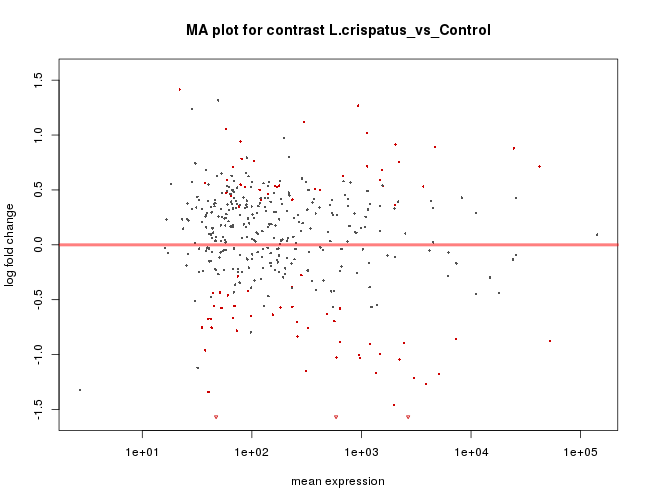 MA plot for contrast L.crispatus_vs_Control
log fold change
1.5
1.0
0.5
0.0
-0.5
-1.0
-1.5
1e+01 1e+02 1e+03 1e+04 1e+05
mean expression